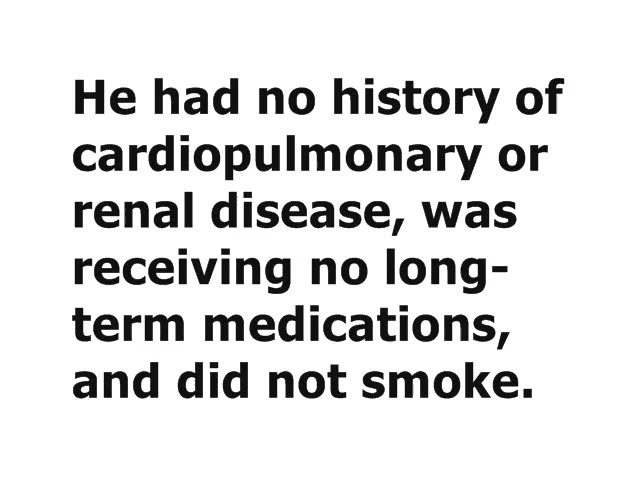 He had no history of
cardiopulmonary or
renal disease, was
receiving no long-
term medications,
and did not smoke.